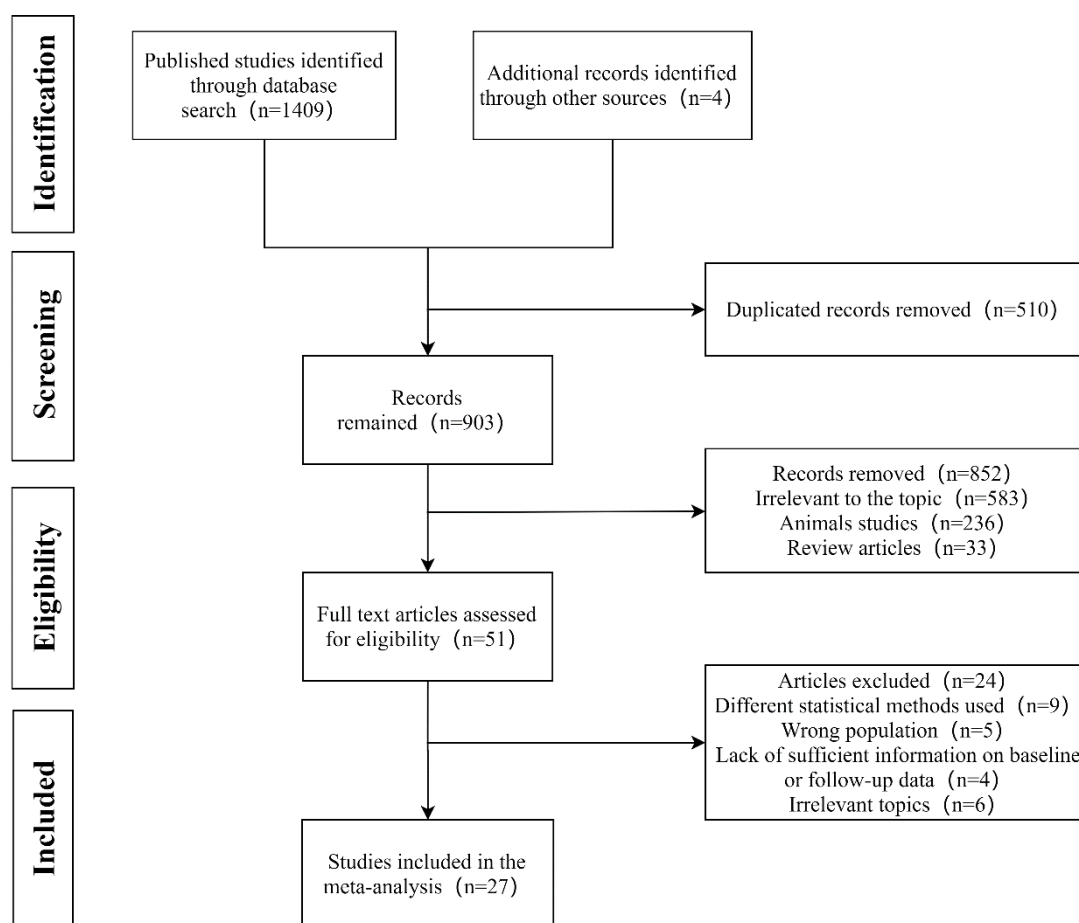 Identification
Published studies identified
through database
search（n=1409）
Additional records identified
through other sources（n=4）
Screening
Duplicated records removed（n=510）
Records
remained（n=903）
Eligibility
Records removed（n=852）
Irrelevant to the topic（n=583）
Animals studies（n=236）
Review articles（n=33）
Full text articles assessed
for eligibility（n=51）
Included
Articles excluded（n=24）
Different statistical methods used（n=9）
Wrong population（n=5）
Lack of sufficient information on baseline
or follow-up data（n=4）
Irrelevant topics（n=6）
Studies included in the
meta-analysis（n=27）